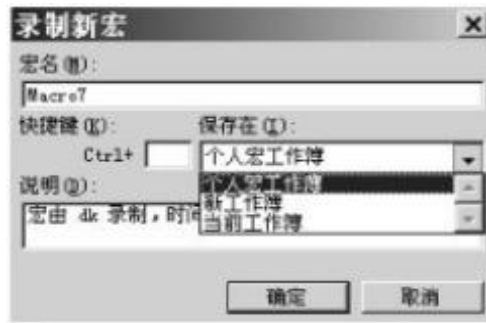 录制新宏
宏名(M):
Macro7
快捷键(K):
保存在(I):
Ctrl+
个人宏工作簿
说明(D):
个人宏工作簿
新工作簿
当前工作簿
宏由 dk 录制，时间
确定
取消